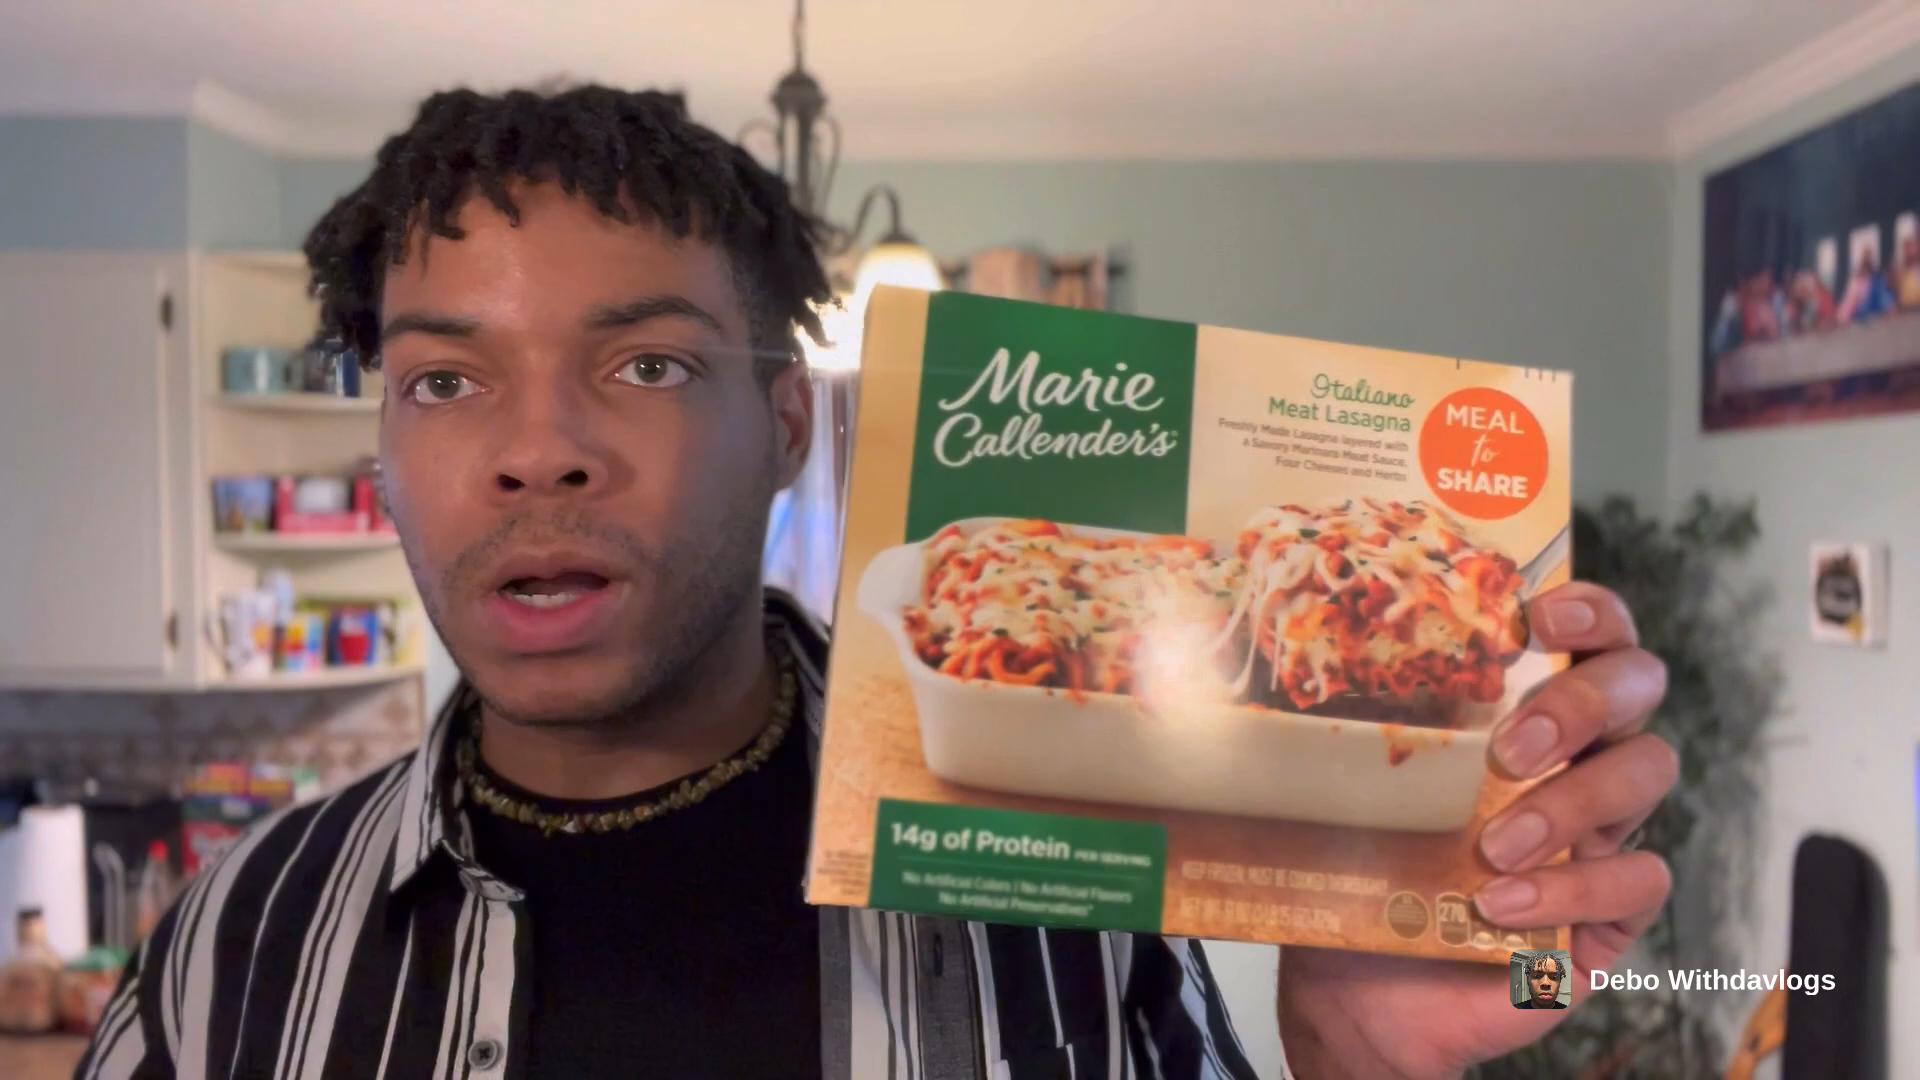 Marie
Callender's
Italiano
Meat Lasagna
Freshly Made Lasagna layered with
a Savory Marinara Meat Sauce,
Four Cheeses and Herbs
MEAL
to
SHARE
14g of Protein PER SERVING
No Artificial Colors | No Artificial Flavors
No Artificial Preservatives*
KEEP FROZEN. MUST BE COOKED THOROUGHLY.
270
Debo Withdavlogs